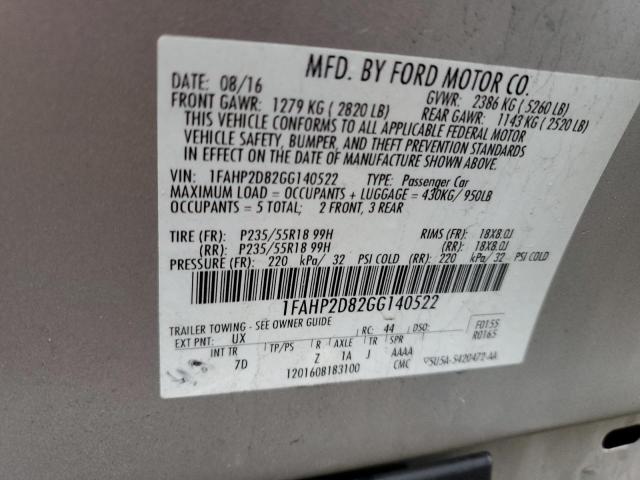 MFD. BY FORD MOTOR CO.
DATE: 08/16 GVWR: 2386 KG ( 5260 LB)
FRONT GAWR: 1279 KG ( 2820 LB) REAR GAWR: 1143 KG ( 2520 LB)
THIS VEHICLE CONFORMS TO ALL APPLICABLE FEDERAL MOTOR
VEHICLE SAFETY, BUMPER, AND THEFT PREVENTION STANDARDS
IN EFFECT ON THE DATE OF MANUFACTURE SHOWN ABOVE.
VIN: 1FAHP2D82GG140522 TYPE: Passenger Car
MAXIMUM LOAD = OCCUPANTS + LUGGAGE = 430KG/ 950LB
OCCUPANTS = 5 TOTAL; 2 FRONT, 3 REAR
TIRE (FR): P235/55R18 99H RIMS (FR): 18X8.0J
(RR): P235/55R18 99H (RR): 18X8.0J
PRESSURE (FR): 220 kPa/ 32 PSI COLD (RR): 220 kPa/ 32 PSI COLD
1FAHP2D82GG140522
TRAILER TOWING - SEE OWNER GUIDE F0155
EXT PNT: UX RC: 44 DSO: R0165
INT TR TP/PS R AXLE TR SPR
7D Z 1A J AAAA
1201608183100 CMC 5U5A-5420472-AA